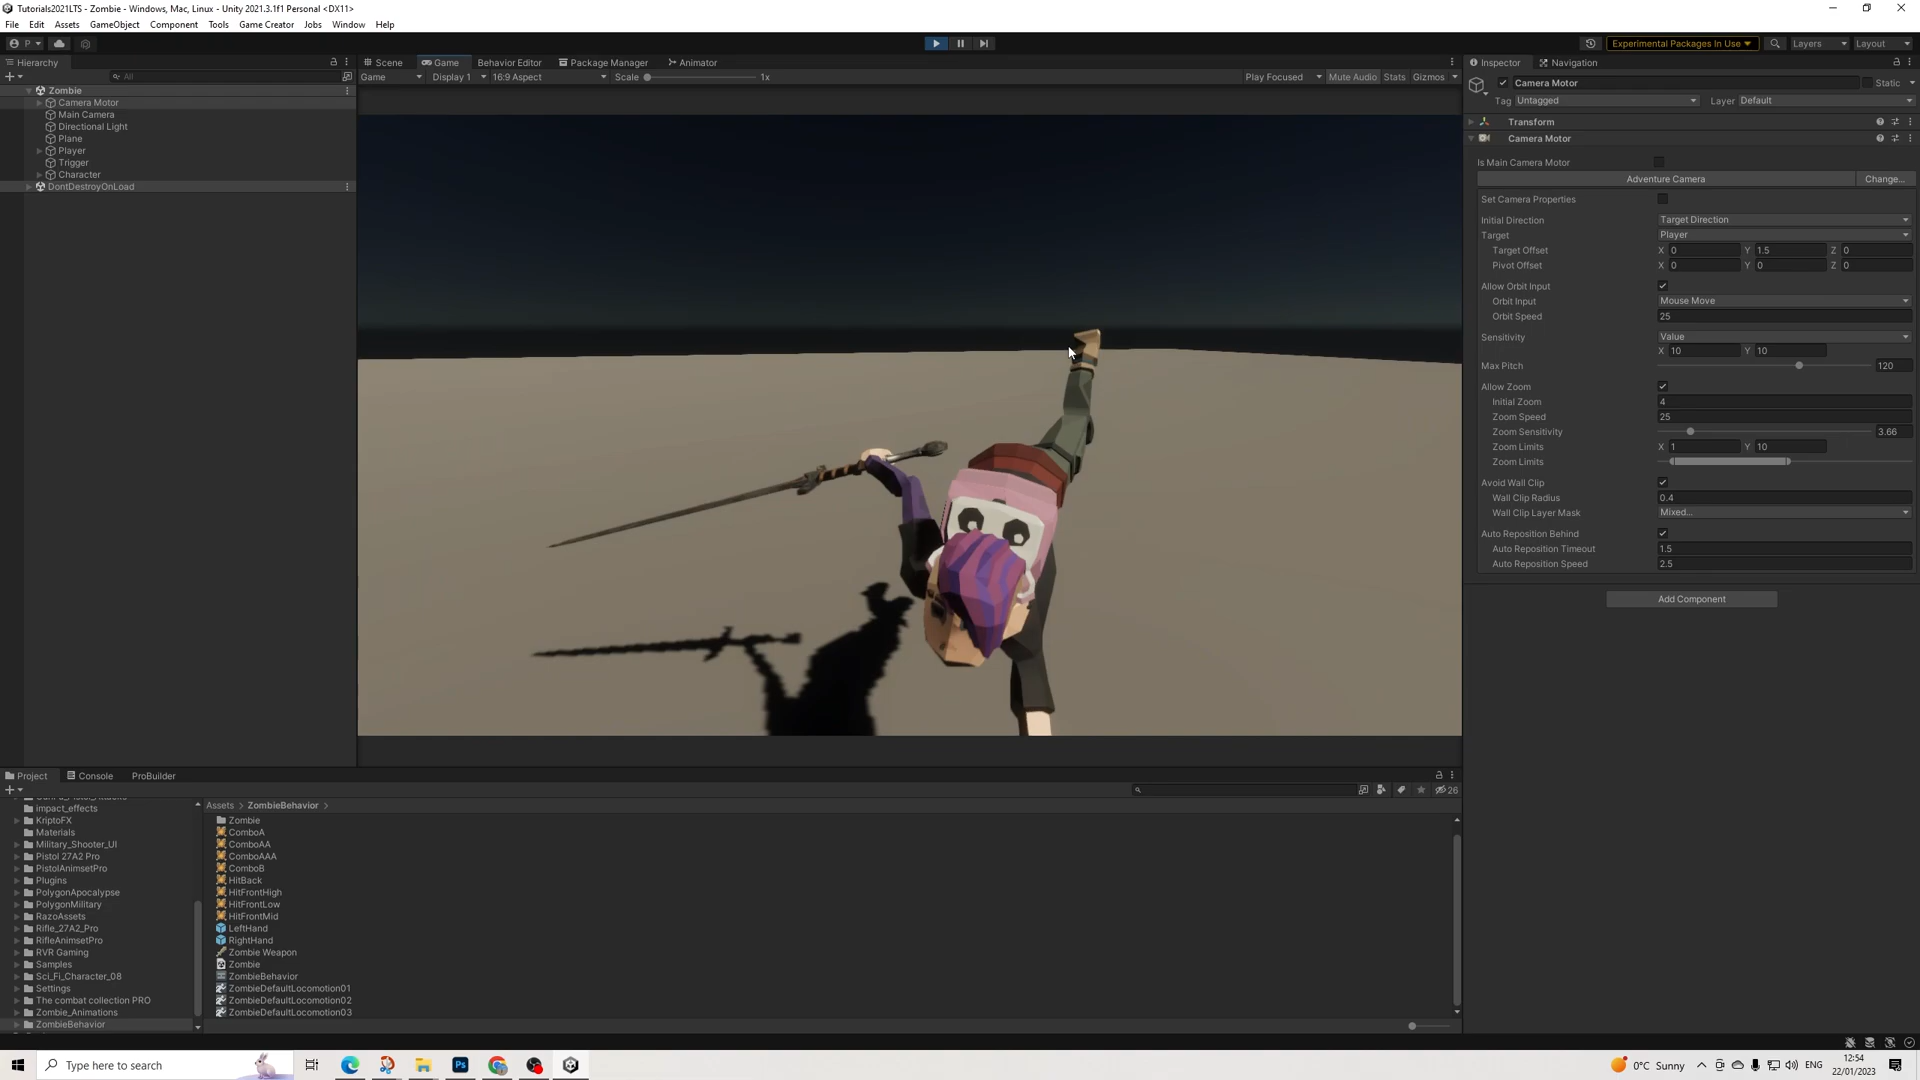 Tutorials2021LTS - Zombie - Windows, Mac, Linux - Unity 2021.3.1f1 Personal <DX11>
File Edit Assets GameObject Component Tools Game Creator Jobs Window Help
P Experimental Packages In Use Layers Layout
Hierarchy
All
Zombie
Camera Motor
Main Camera
Directional Light
Plane
Player
Trigger
Character
DontDestroyOnLoad
Scene Game Behavior Editor Package Manager Animator
Game Display 1 16:9 Aspect Scale 1x Play Focused Mute Audio Stats Gizmos
Inspector Navigation
Camera Motor Static
Tag Untagged Layer Default
Transform
Camera Motor
Is Main Camera Motor
Adventure Camera Change...
Set Camera Properties
Initial Direction Target Direction
Target Player
Target Offset X 0 Y 1.5 Z 0
Pivot Offset X 0 Y 0 Z 0
Allow Orbit Input
Orbit Input Mouse Move
Orbit Speed 25
Sensitivity Value
X 10 Y 10
Max Pitch 120
Allow Zoom
Initial Zoom 4
Zoom Speed 25
Zoom Sensitivity 3.66
Zoom Limits X 1 Y 10
Zoom Limits
Avoid Wall Clip
Wall Clip Radius 0.4
Wall Clip Layer Mask Mixed...
Auto Reposition Behind
Auto Reposition Timeout 1.5
Auto Reposition Speed 2.5
Add Component
Project Console ProBuilder
26
impact_effects
KriptoFX
Materials
Military_Shooter_UI
Pistol 27A2 Pro
PistolAnimsetPro
Plugins
PolygonApocalypse
PolygonMilitary
RazoAssets
Rifle_27A2_Pro
RifleAnimsetPro
RVR Gaming
Samples
Sci_Fi_Character_08
Settings
The combat collection PRO
Zombie_Animations
ZombieBehavior
Assets > ZombieBehavior >
Zombie
ComboA
ComboAA
ComboAAA
ComboB
HitBack
HitFrontHigh
HitFrontLow
HitFrontMid
LeftHand
RightHand
Zombie Weapon
Zombie
ZombieBehavior
ZombieDefaultLocomotion01
ZombieDefaultLocomotion02
ZombieDefaultLocomotion03
Type here to search
0°C Sunny
ENG
12:54
22/01/2023